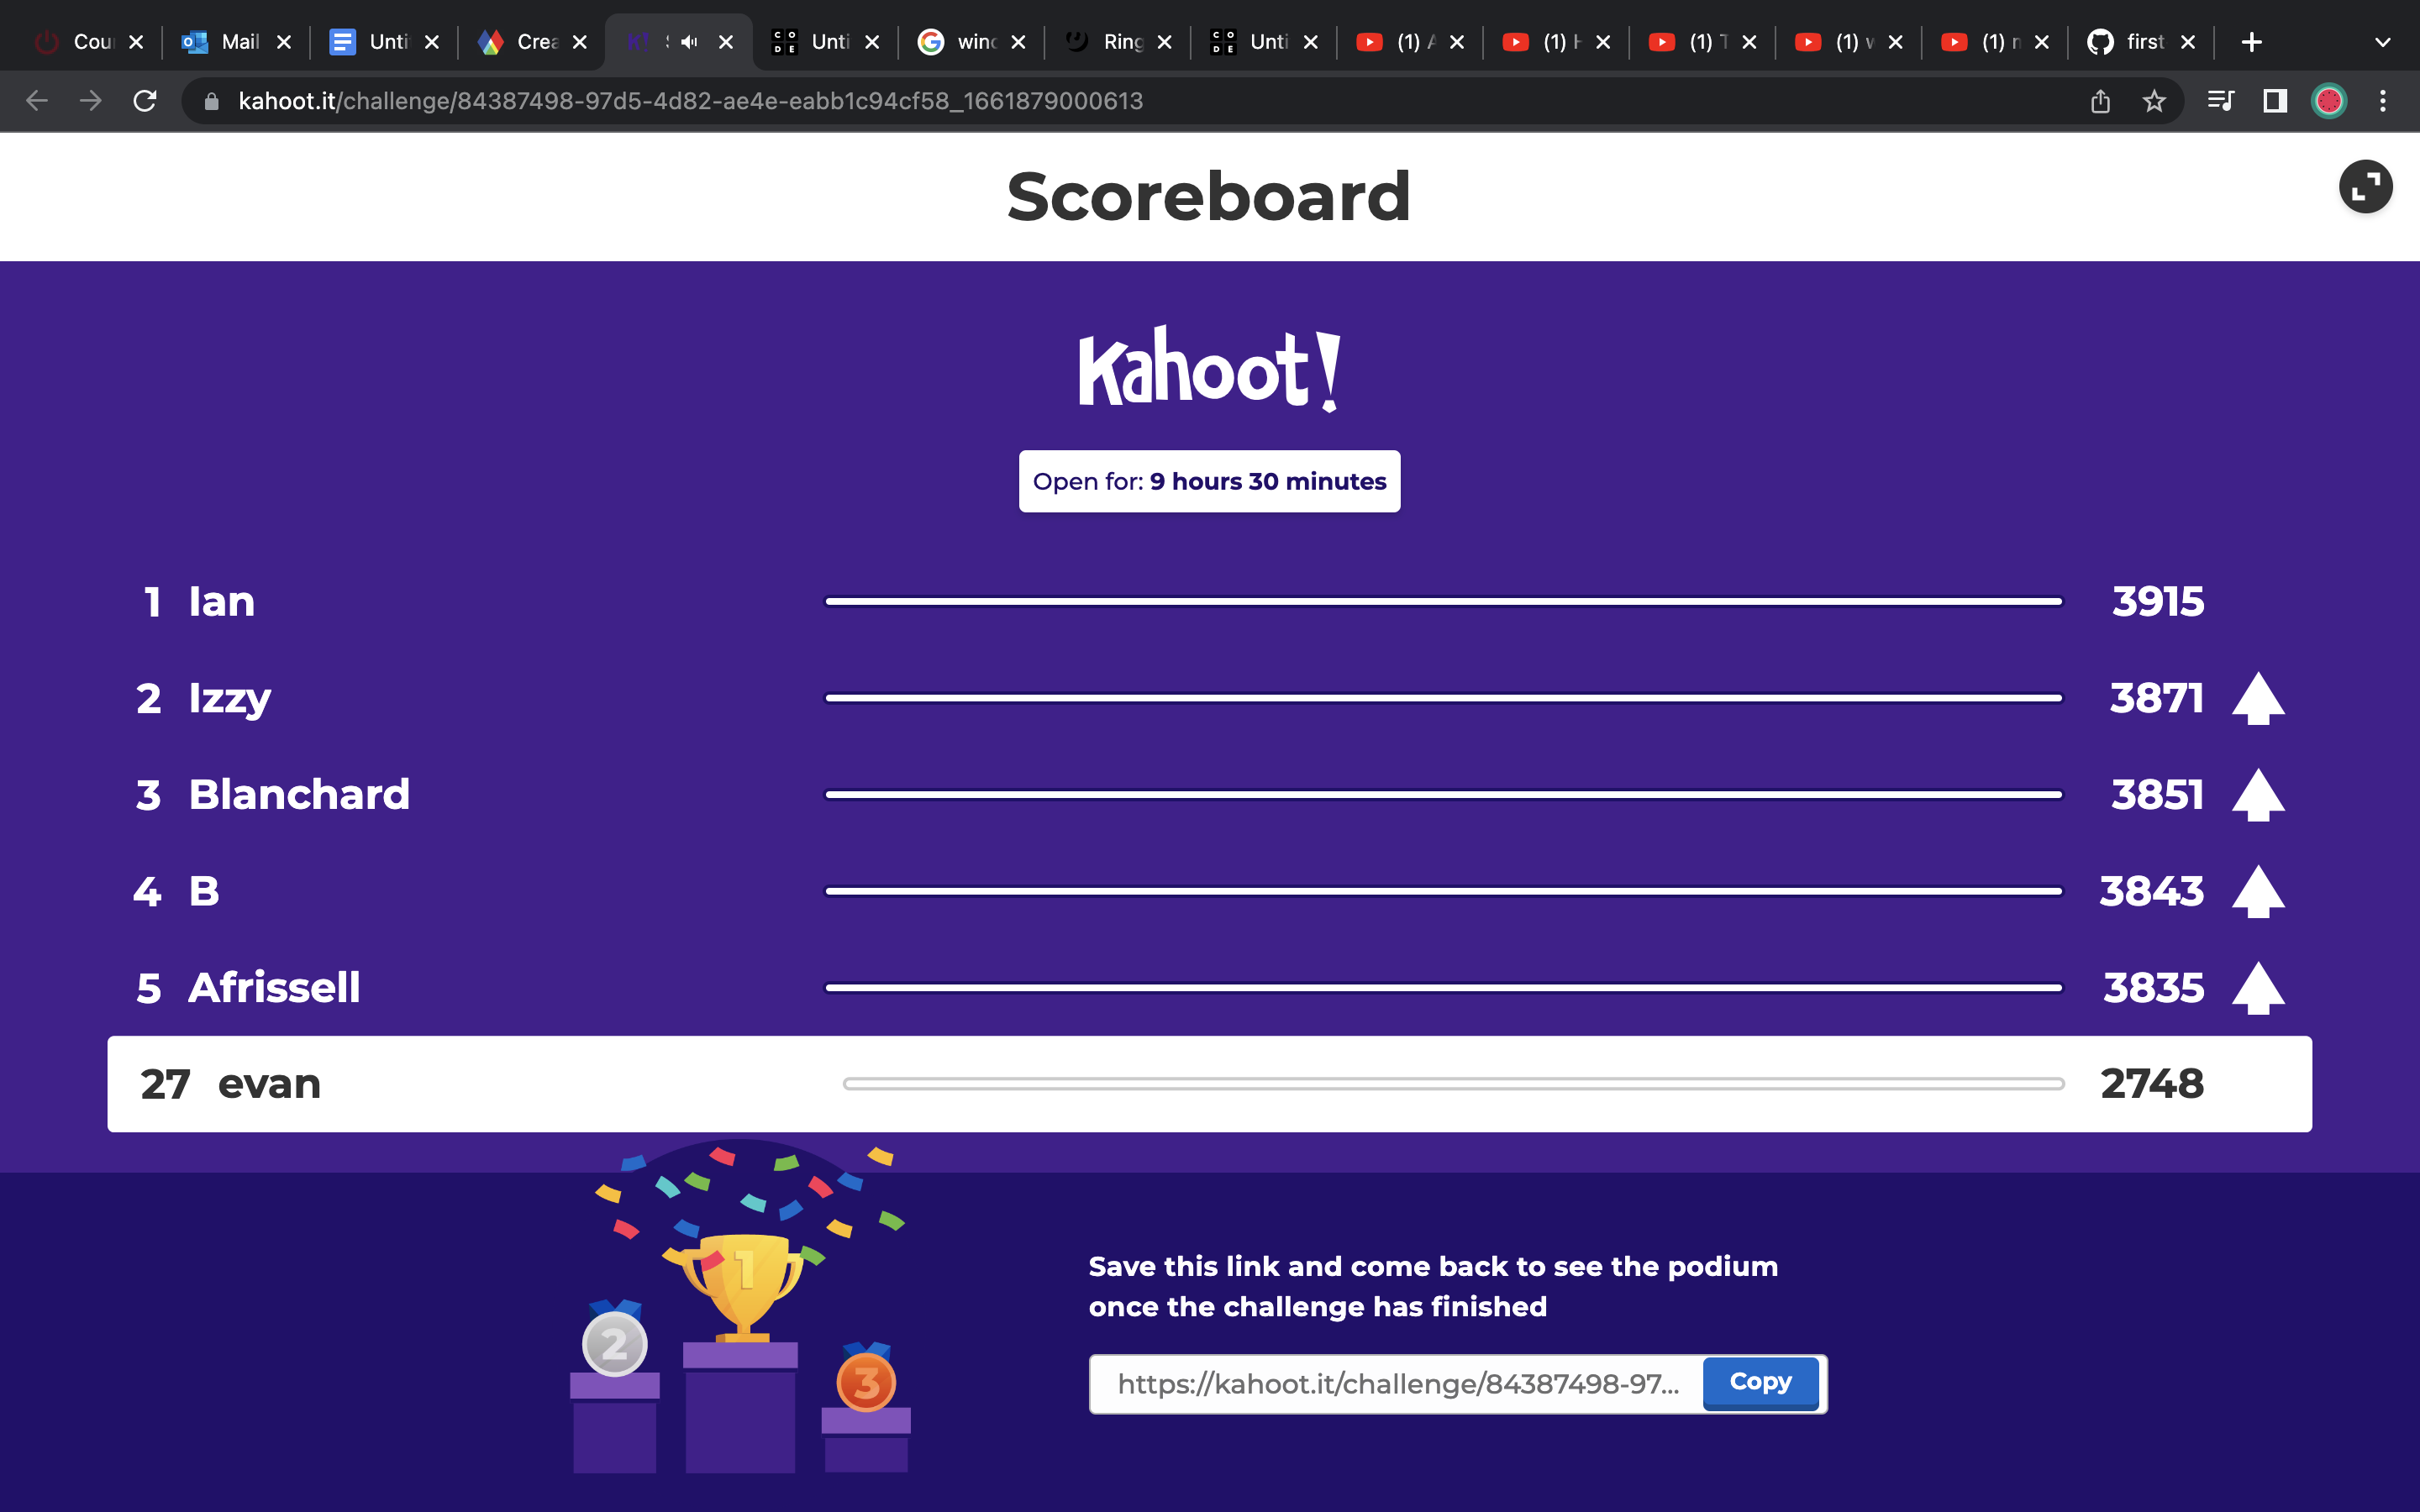 Cour Mail Unti Crea Unti winc Ring Unti (1) (1) (1) (1) (1) first
kahoot.it/challenge/84387498-97d5-4d82-ae4e-eabb1c94cf58_1661879000613
Scoreboard
Kahoot!
Open for: 9 hours 30 minutes
1 Ian 3915
2 Izzy 3871
3 Blanchard 3851
4 B 3843
5 Afrissell 3835
27 evan 2748
1
2
3
Save this link and come back to see the podium
once the challenge has finished
https://kahoot.it/challenge/84387498-97... Copy